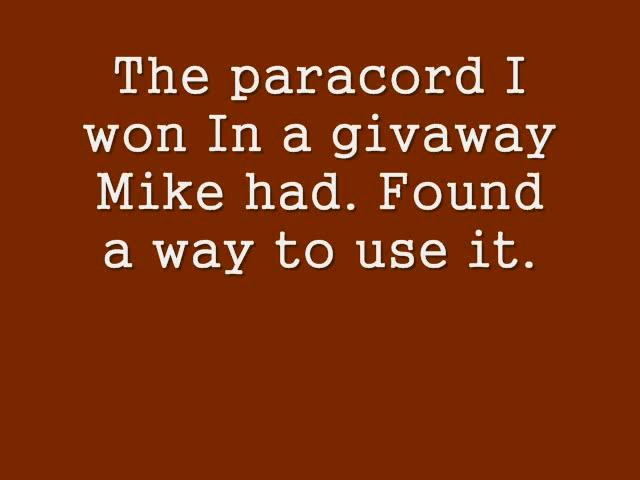 The paracord I
won In a givaway
Mike had. Found
a way to use it.